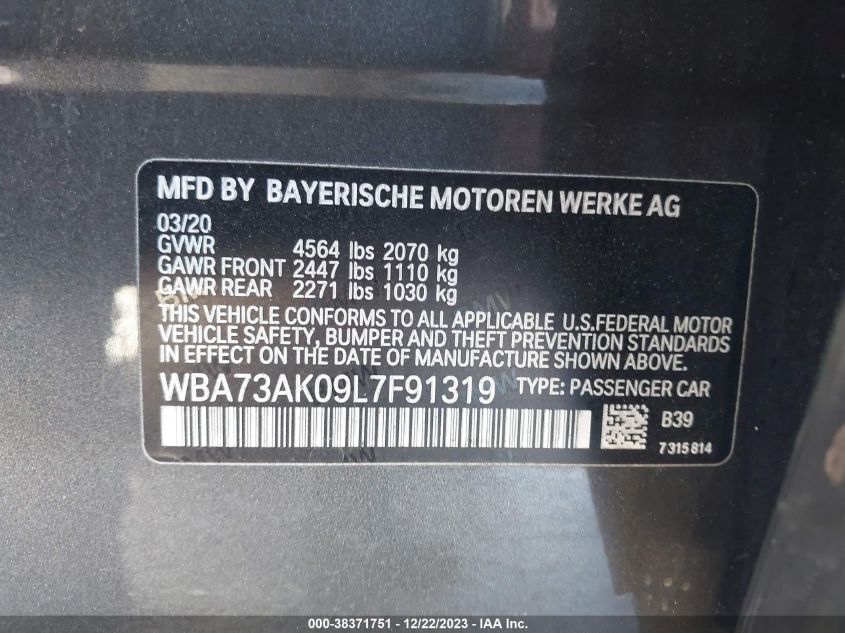 MFD BY BAYERISCHE MOTOREN WERKE AG
03/20
GVWR 4564 lbs 2070 kg
GAWR FRONT 2447 lbs 1110 kg
GAWR REAR 2271 lbs 1030 kg
THIS VEHICLE CONFORMS TO ALL APPLICABLE U.S.FEDERAL MOTOR
VEHICLE SAFETY, BUMPER AND THEFT PREVENTION STANDARDS
IN EFFECT ON THE DATE OF MANUFACTURE SHOWN ABOVE.
WBA73AK09L7F91319 TYPE: PASSENGER CAR
B39
7315814
000-38371751 - 12/22/2023 - IAA Inc.